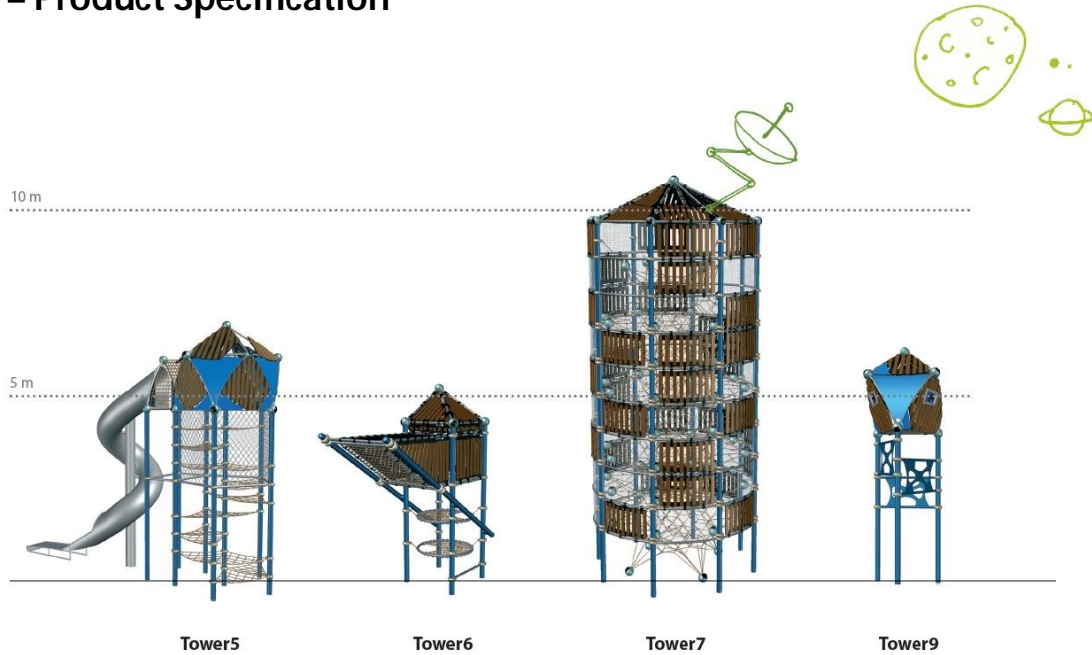 – Product Specification
10 m
5 m
Tower5
Tower6
Tower7
Tower9